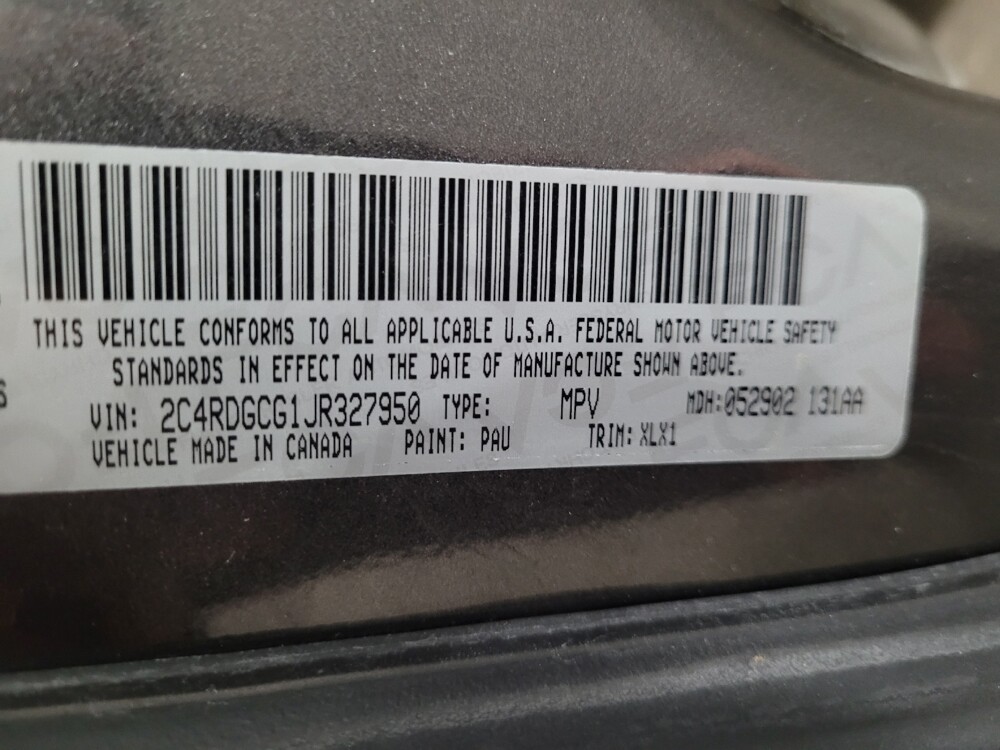 THIS VEHICLE CONFORMS TO ALL APPLICABLE U.S.A. FEDERAL MOTOR VEHICLE SAFETY
STANDARDS IN EFFECT ON THE DATE OF MANUFACTURE SHOWN ABOVE.
VIN: 2C4RDGCG1JR327950 TYPE: MPV MDH:052902 131AA
VEHICLE MADE IN CANADA PAINT: PAU TRIM: XLX1